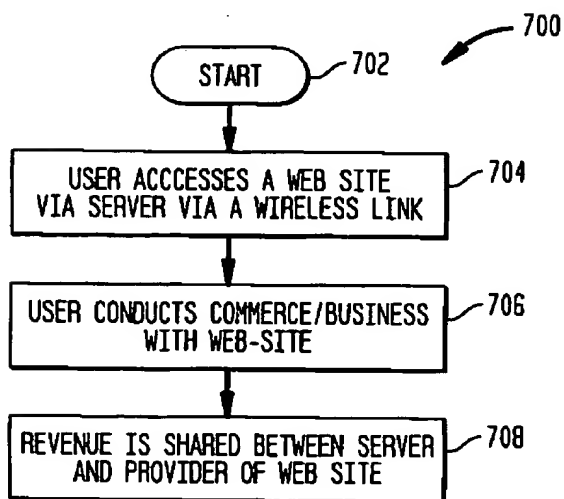 700
START
702
USER ACCCESSES A WEB SITE
VIA SERVER VIA A WIRELESS LINK
704
USER CONDUCTS COMMERCE/BUSINESS
WITH WEB-SITE
706
REVENUE IS SHARED BETWEEN SERVER
AND PROVIDER OF WEB SITE
708